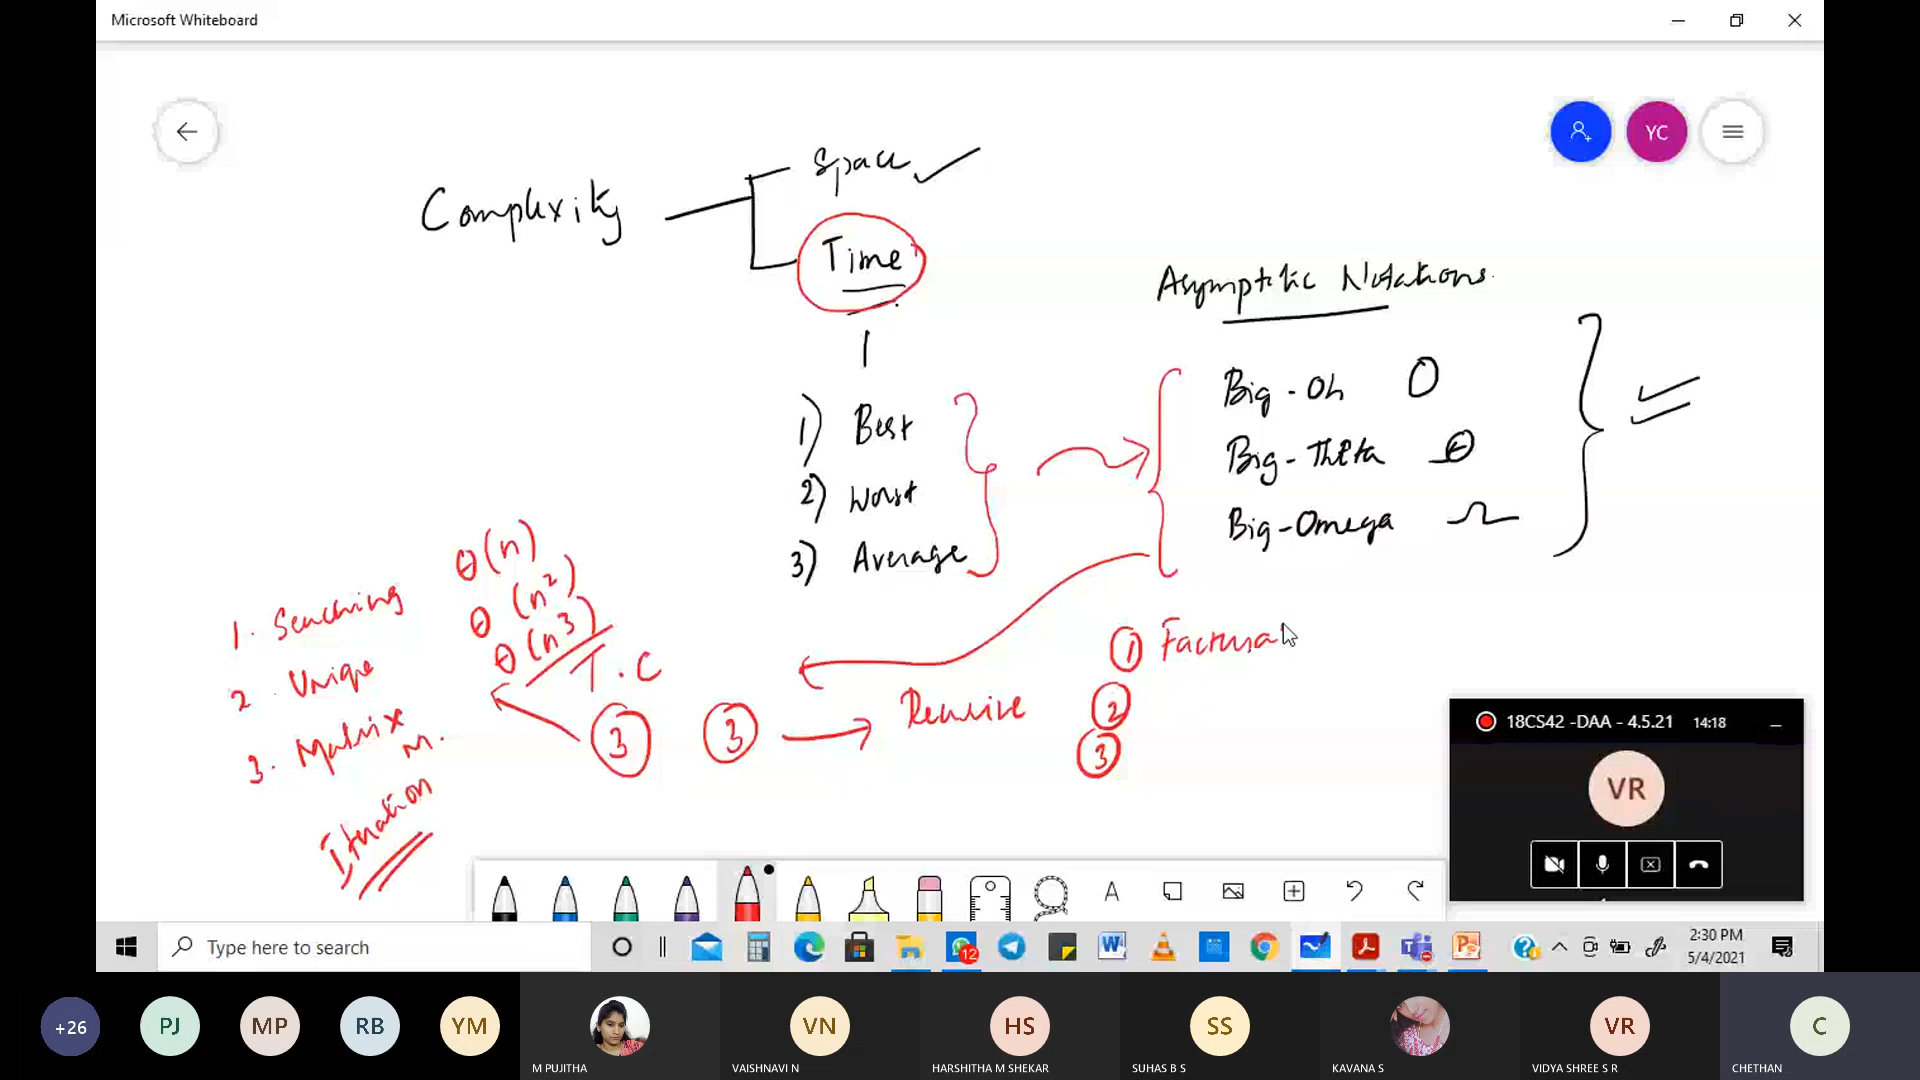 Microsoft Whiteboard
YC
Complexity
Space
Time
Asymptotic Notations
1) Best
2) Worst
3) Average
Big-Oh O
Big-Theta Θ
Big-Omega Ω
1. Searching
2. Unique
3. Matrix
M.
Iteration
Θ(n)
Θ(n²)
Θ(n³)
T.C
3
3
Recursive
1 Factoria
2
3
18CS42 -DAA - 4.5.21 14:18
VR
A
Type here to search
12
2:30 PM
5/4/2021
+26
PJ
MP
RB
YM
M PUJITHA
VN
VAISHNAVI N
HS
HARSHITHA M SHEKAR
SS
SUHAS B S
KAVANA S
VR
VIDYA SHREE S R
C
CHETHAN